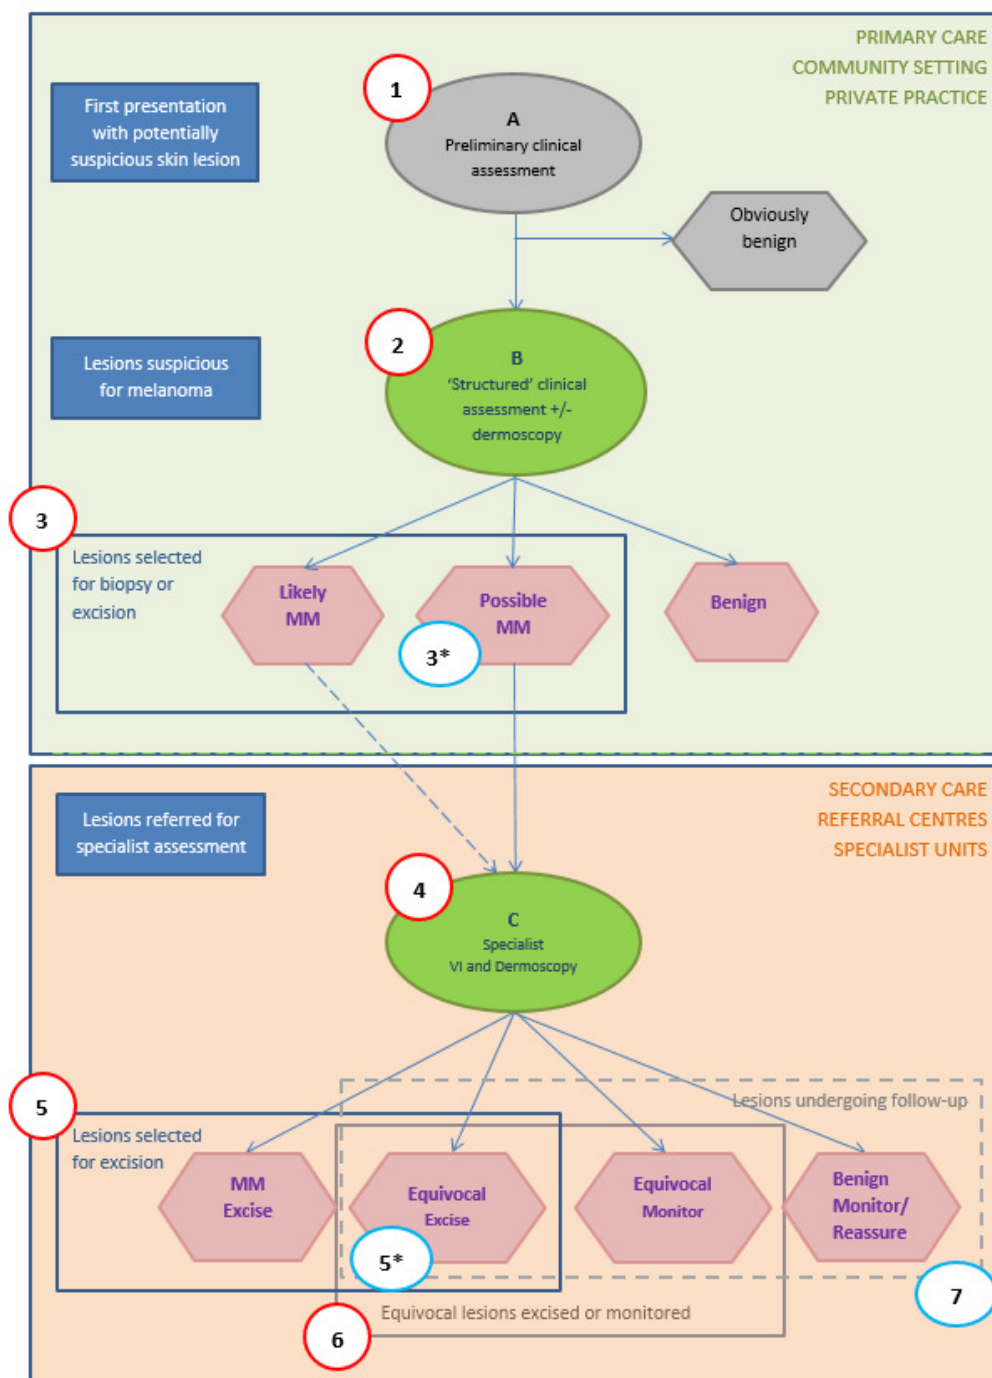 PRIMARY CARE
COMMUNITY SETTING
PRIVATE PRACTICE
1
First presentation
with potentially
suspicious skin lesion
A
Preliminary clinical
assessment
Obviously
benign
2
Lesions suspicious
for melanoma
B
‘Structured’ clinical
assessment +/-
dermoscopy
3
Lesions selected
for biopsy or
excision
Likely
MM
Possible
MM
3*
Benign
SECONDARY CARE
REFERRAL CENTRES
SPECIALIST UNITS
Lesions referred for
specialist assessment
4
C
Specialist
VI and Dermoscopy
5
Lesions undergoing follow-up
Lesions selected
for excision
MM
Excise
Equivocal
Excise
5*
Equivocal
Monitor
Benign
Monitor/
Reassure
7
6
Equivocal lesions excised or monitored